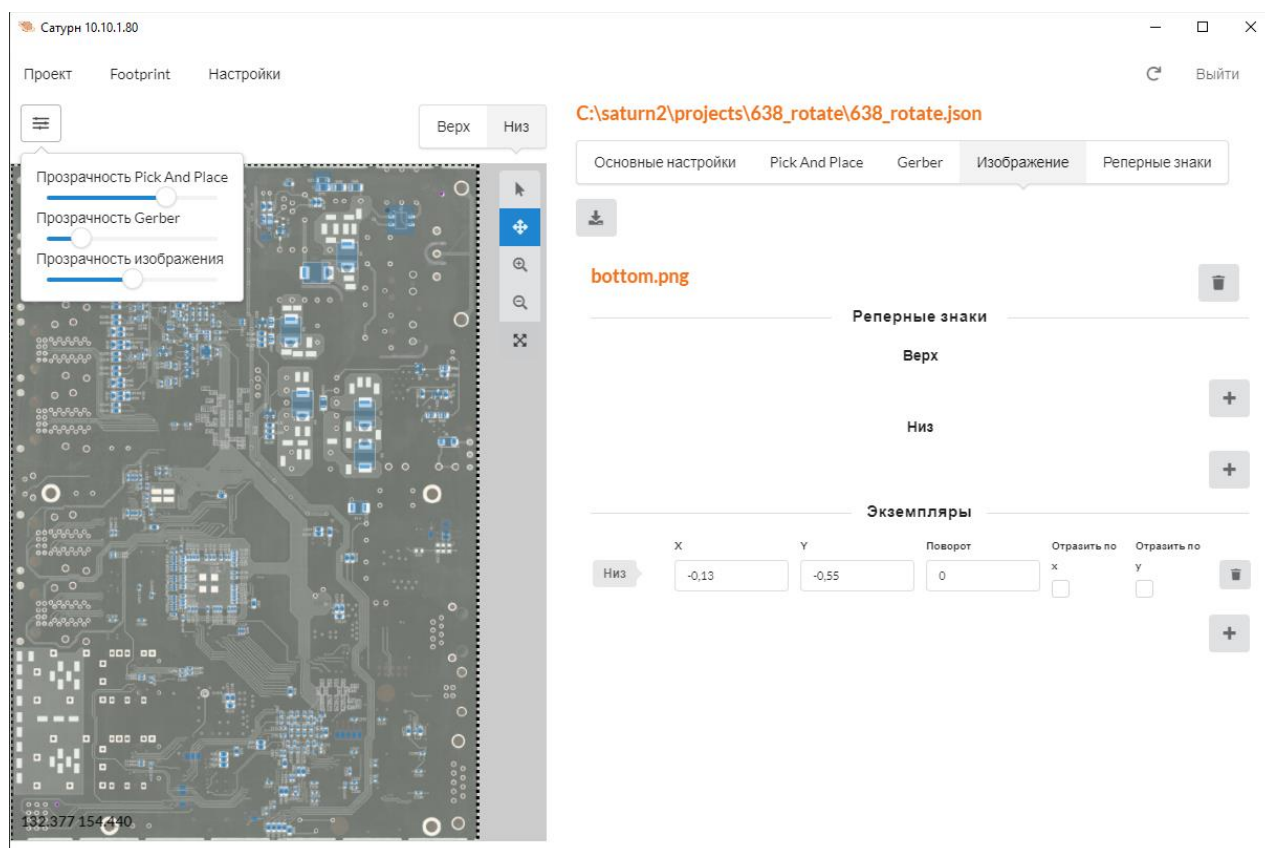 Сатурн 10.10.1.80
Проект Footprint Настройки Выйти
Верх Низ
Прозрачность Pick And Place
Прозрачность Gerber
Прозрачность изображения
132.377 154.440
C:\saturn2\projects\638_rotate\638_rotate.json
Основные настройки Pick And Place Gerber Изображение Реперные знаки
bottom.png
Реперные знаки
Верх
Низ
Экземпляры
X Y Поворот Отразить по x Отразить по y
Низ -0,13 -0,55 0